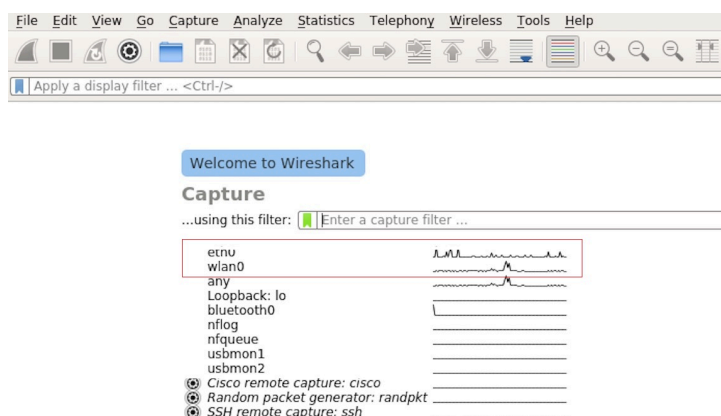 File Edit View Go Capture Analyze Statistics Telephony Wireless Tools Help
Apply a display filter ... <Ctrl-/>
Welcome to Wireshark
Capture
...using this filter: Enter a capture filter ...
eth0
wlan0
any
Loopback: lo
bluetooth0
nflog
nfqueue
usbmon1
usbmon2
Cisco remote capture: cisco
Random packet generator: randpkt
SSH remote capture: ssh